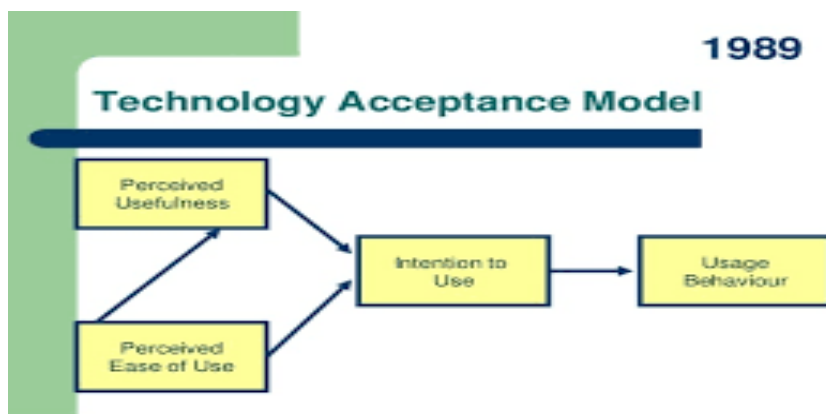 1989
Technology Acceptance Model
Perceived
Usefulness
Intention to
Use
Usage
Behaviour
Perceived
Ease of Use